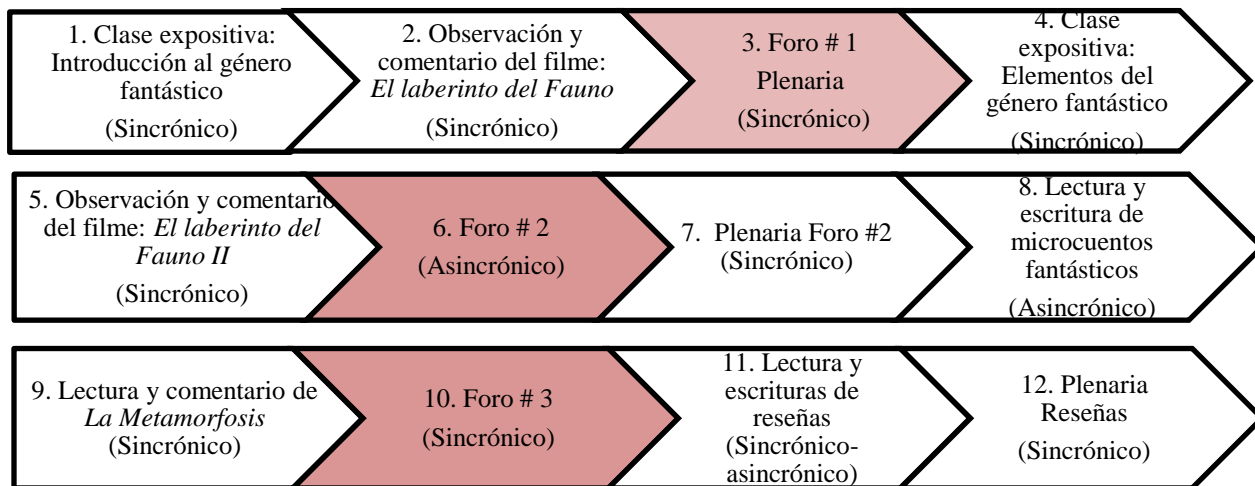 1. Clase expositiva:
Introducción al género
fantástico
(Sincrónico)
2. Observación y
comentario del filme:
El laberinto del Fauno
(Sincrónico)
3. Foro # 1
Plenaria
(Sincrónico)
4. Clase
expositiva:
Elementos del
género fantástico
(Sincrónico)
5. Observación y comentario
del filme: El laberinto del
Fauno II
(Sincrónico)
6. Foro # 2
(Asincrónico)
7. Plenaria Foro #2
(Sincrónico)
8. Lectura y
escritura de
microcuentos
fantásticos
(Asincrónico)
9. Lectura y comentario de
La Metamorfosis
(Sincrónico)
10. Foro # 3
(Sincrónico)
11. Lectura y
escrituras de
reseñas
(Sincrónico-
asincrónico)
12. Plenaria
Reseñas
(Sincrónico)